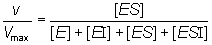 v/Vmax = [ES]/([E] + [EI] + [ES] + [ESI])